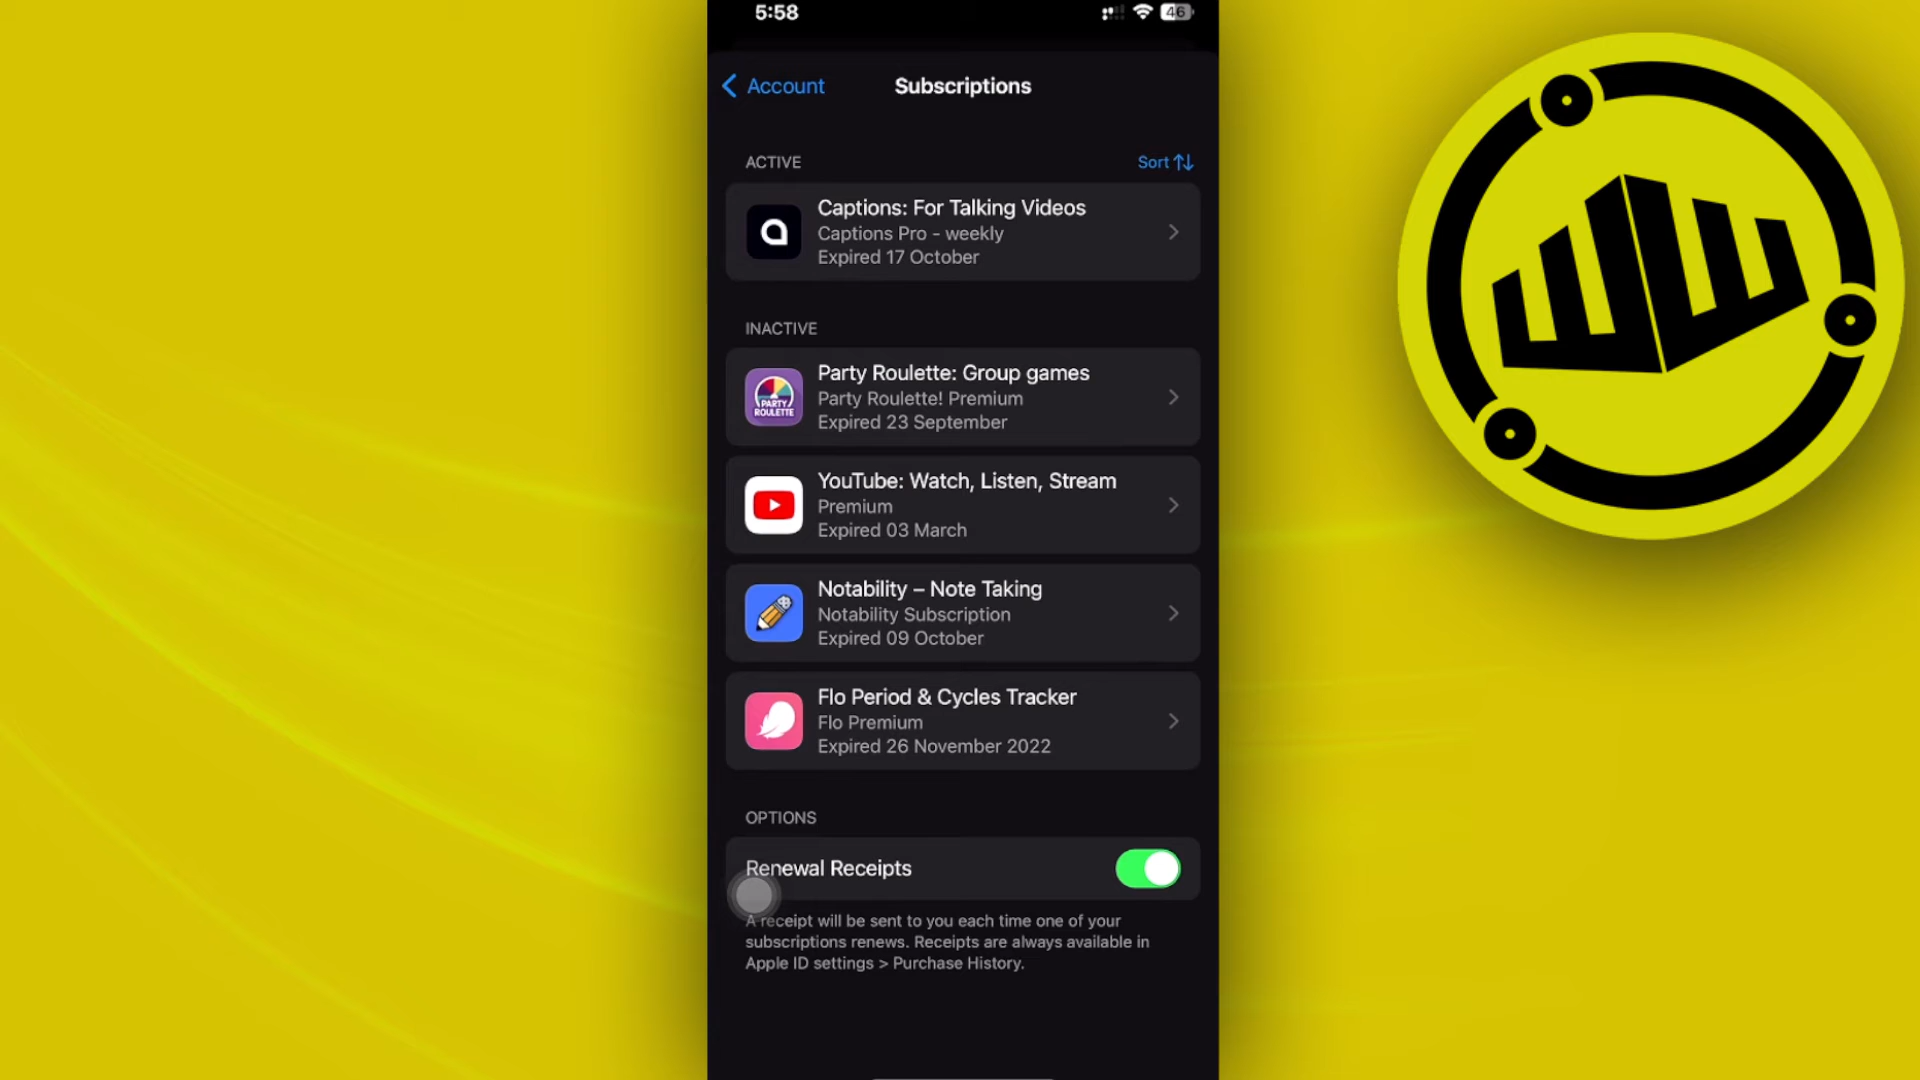 5:58
46
Account
Subscriptions
ACTIVE
Sort
Captions: For Talking Videos
Captions Pro - weekly
Expired 17 October
INACTIVE
PARTY
ROULETTE
Party Roulette: Group games
Party Roulette! Premium
Expired 23 September
YouTube: Watch, Listen, Stream
Premium
Expired 03 March
Notability – Note Taking
Notability Subscription
Expired 09 October
Flo Period & Cycles Tracker
Flo Premium
Expired 26 November 2022
OPTIONS
Renewal Receipts
A receipt will be sent to you each time one of your
subscriptions renews. Receipts are always available in
Apple ID settings > Purchase History.